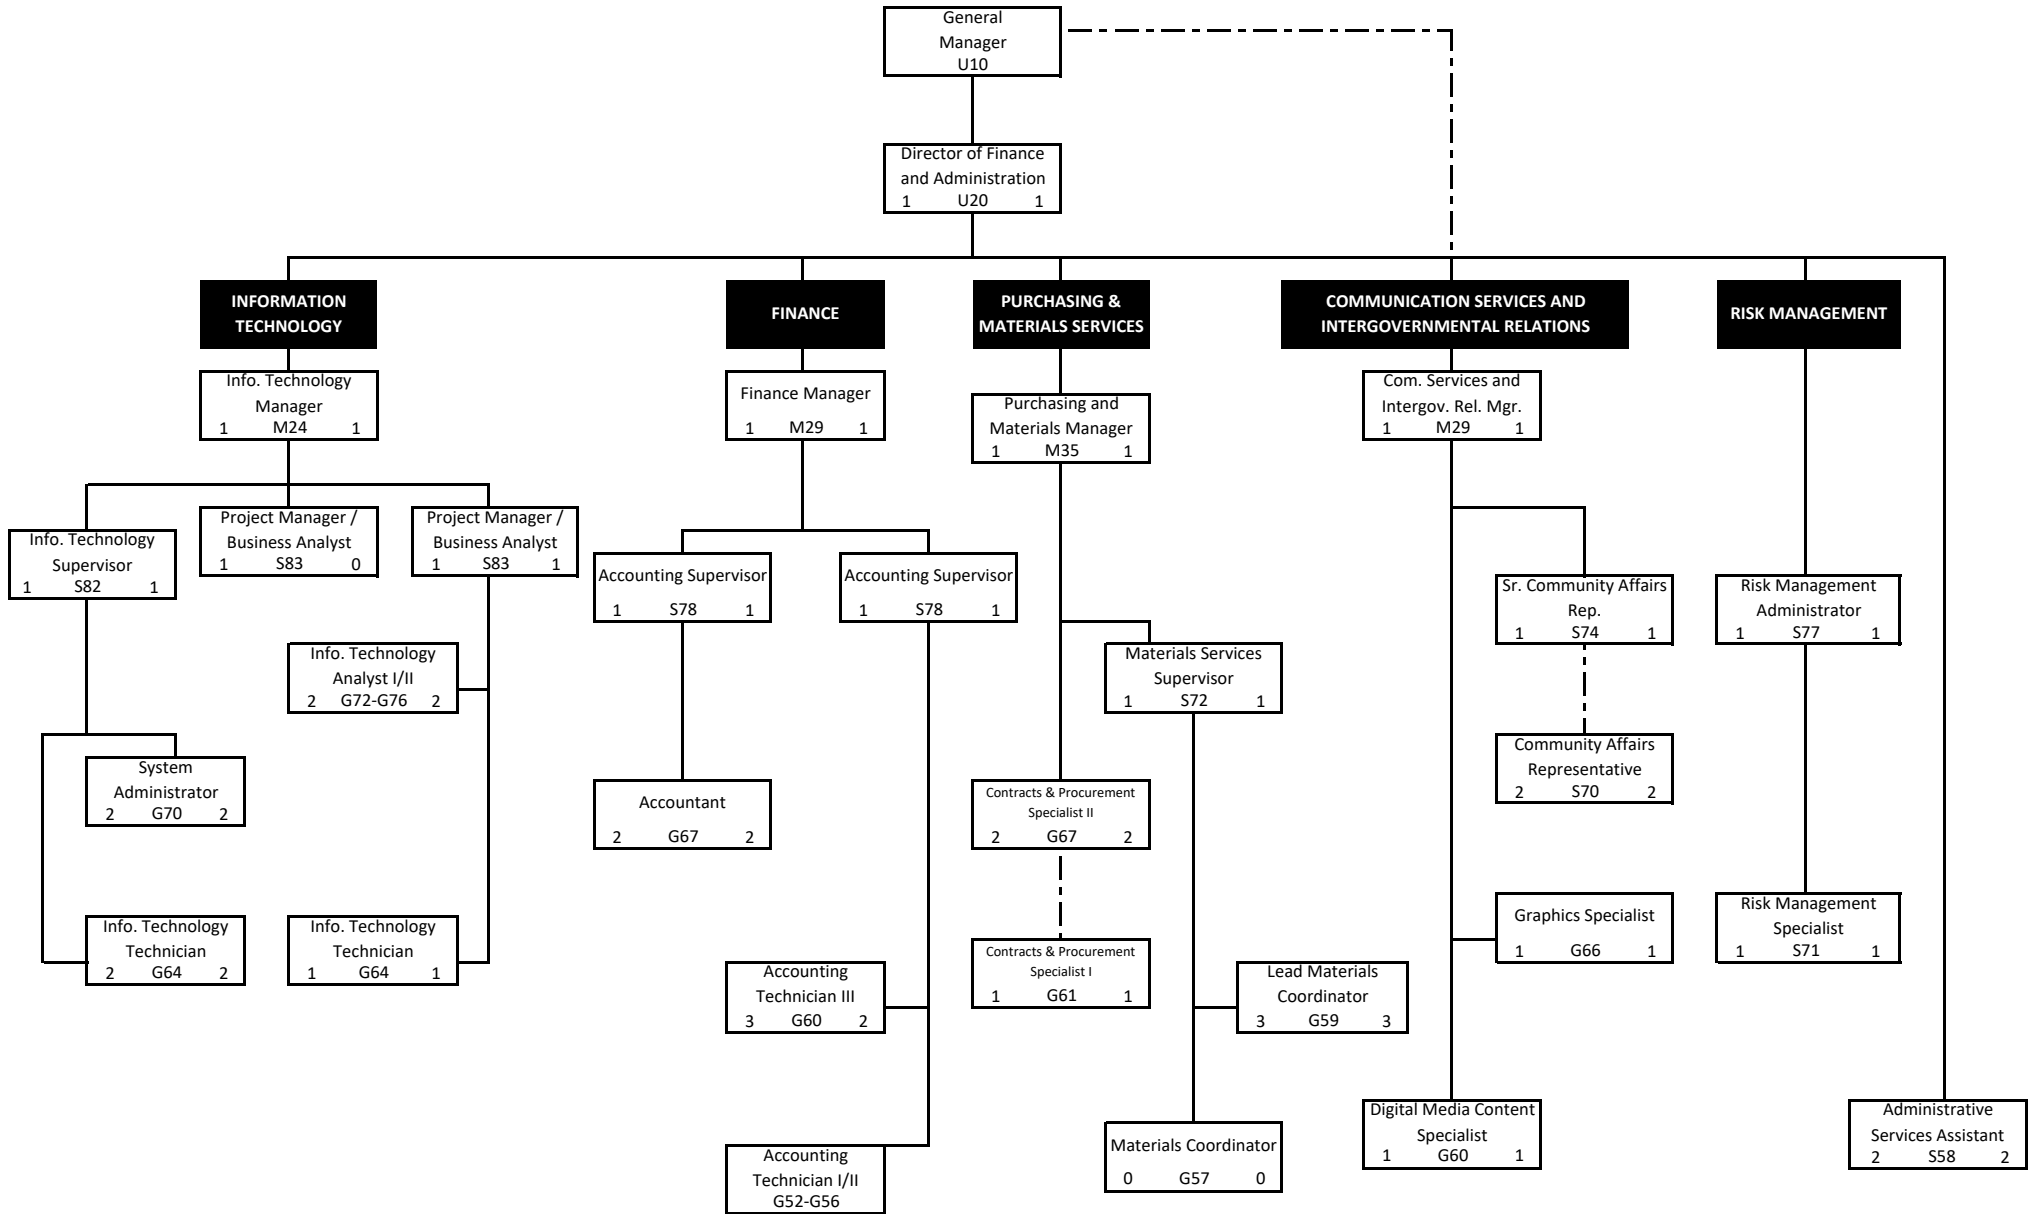 General
Manager
U10
Director of Finance
and Administration
1 U20 1
INFORMATION
TECHNOLOGY
FINANCE
PURCHASING &
MATERIALS SERVICES
COMMUNICATION SERVICES AND
INTERGOVERNMENTAL RELATIONS
RISK MANAGEMENT
Info. Technology
Manager
1 M24 1
Finance Manager
1 M29 1
Purchasing and
Materials Manager
1 M35 1
Com. Services and
Intergov. Rel. Mgr.
1 M29 1
Info. Technology
Supervisor
1 S82 1
Project Manager /
Business Analyst
1 S83 0
Project Manager /
Business Analyst
1 S83 1
Accounting Supervisor
1 S78 1
Accounting Supervisor
1 S78 1
Sr. Community Affairs
Rep.
1 S74 1
Risk Management
Administrator
1 S77 1
Info. Technology
Analyst I/II
2 G72-G76 2
Materials Services
Supervisor
1 S72 1
System
Administrator
2 G70 2
Accountant
2 G67 2
Contracts & Procurement
Specialist II
2 G67 2
Community Affairs
Representative
2 S70 2
Info. Technology
Technician
2 G64 2
Info. Technology
Technician
1 G64 1
Accounting
Technician III
3 G60 2
Contracts & Procurement
Specialist I
1 G61 1
Lead Materials
Coordinator
3 G59 3
Graphics Specialist
1 G66 1
Risk Management
Specialist
1 S71 1
Accounting
Technician I/II
G52-G56
Materials Coordinator
0 G57 0
Digital Media Content
Specialist
1 G60 1
Administrative
Services Assistant
2 S58 2